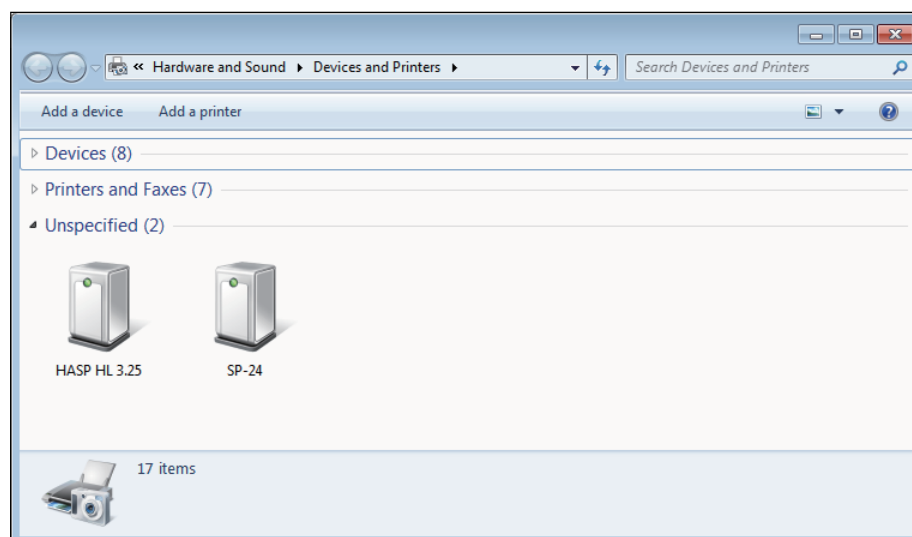 « Hardware and Sound ▸ Devices and Printers ▸ Search Devices and Printers
Add a device Add a printer
Devices (8)
Printers and Faxes (7)
Unspecified (2)
HASP HL 3.25 SP-24
17 items